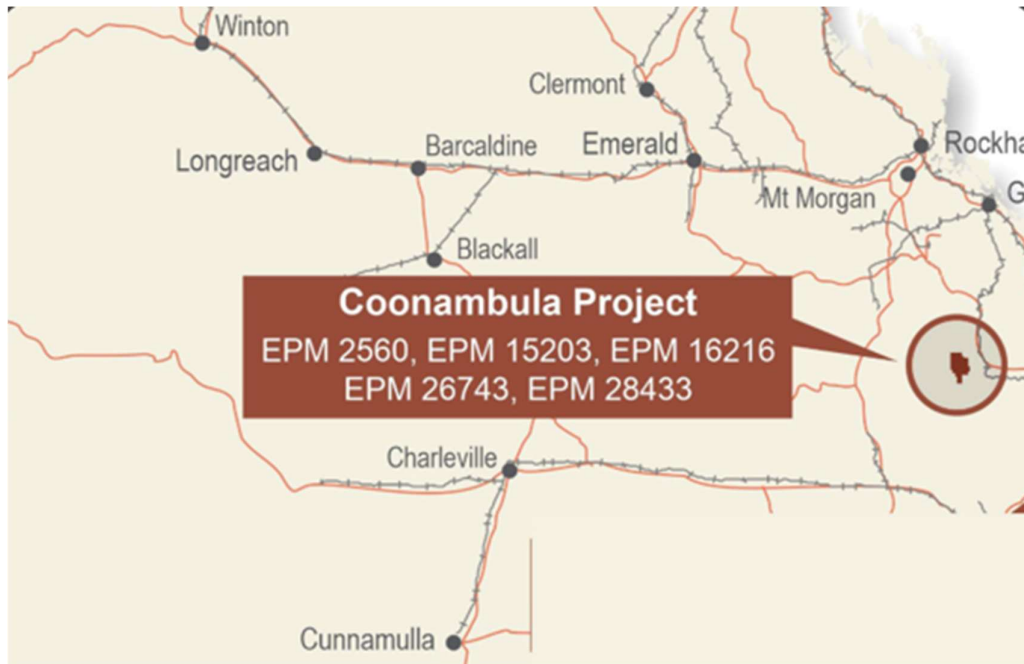 Winton
Clermont
Barcaldine
Emerald
Rockha
Longreach
Mt Morgan
G
Blackall
Coonambula Project
EPM 2560, EPM 15203, EPM 16216
EPM 26743, EPM 28433
Charleville
Cunnamulla